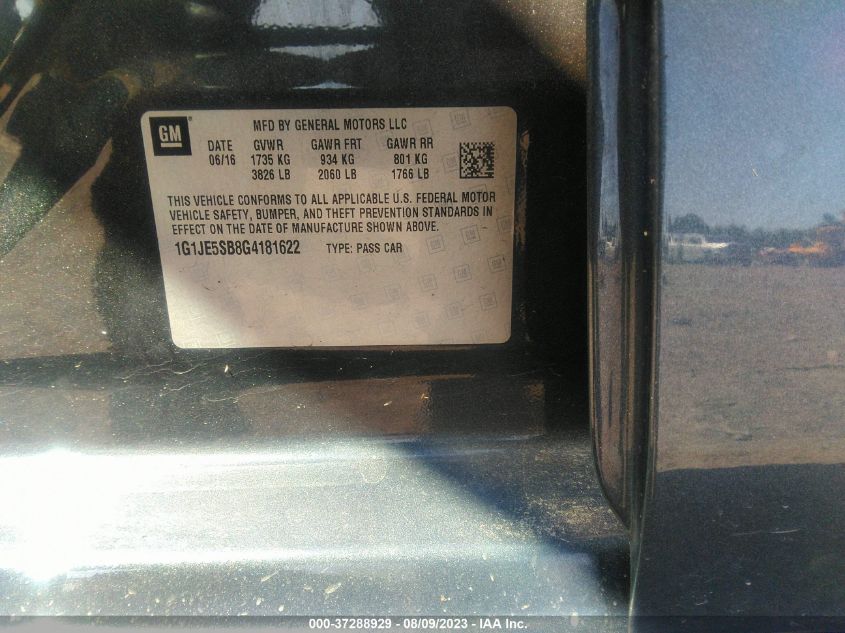 GM
MFD BY GENERAL MOTORS LLC
DATE GVWR GAWR FRT GAWR RR
06/16 1735 KG 934 KG 801 KG
3826 LB 2060 LB 1766 LB
THIS VEHICLE CONFORMS TO ALL APPLICABLE U.S. FEDERAL MOTOR
VEHICLE SAFETY, BUMPER, AND THEFT PREVENTION STANDARDS IN
EFFECT ON THE DATE OF MANUFACTURE SHOWN ABOVE.
1G1JE5SB8G4181622 TYPE: PASS CAR
000-37288929 - 08/09/2023 - IAA Inc.